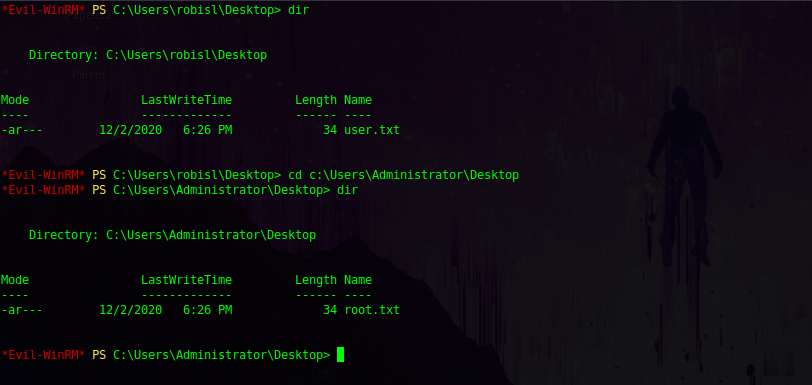 *Evil-WinRM* PS C:\Users\robisl\Desktop> dir
Directory: C:\Users\robisl\Desktop
Parrot
Mode                LastWriteTime         Length Name
----                -------------         ------ ----
-ar---        12/2/2020   6:26 PM             34 user.txt
*Evil-WinRM* PS C:\Users\robisl\Desktop> cd c:\Users\Administrator\Desktop
*Evil-WinRM* PS C:\Users\Administrator\Desktop> dir
Directory: C:\Users\Administrator\Desktop
Mode                LastWriteTime         Length Name
----                -------------         ------ ----
-ar---        12/2/2020   6:26 PM             34 root.txt
*Evil-WinRM* PS C:\Users\Administrator\Desktop>